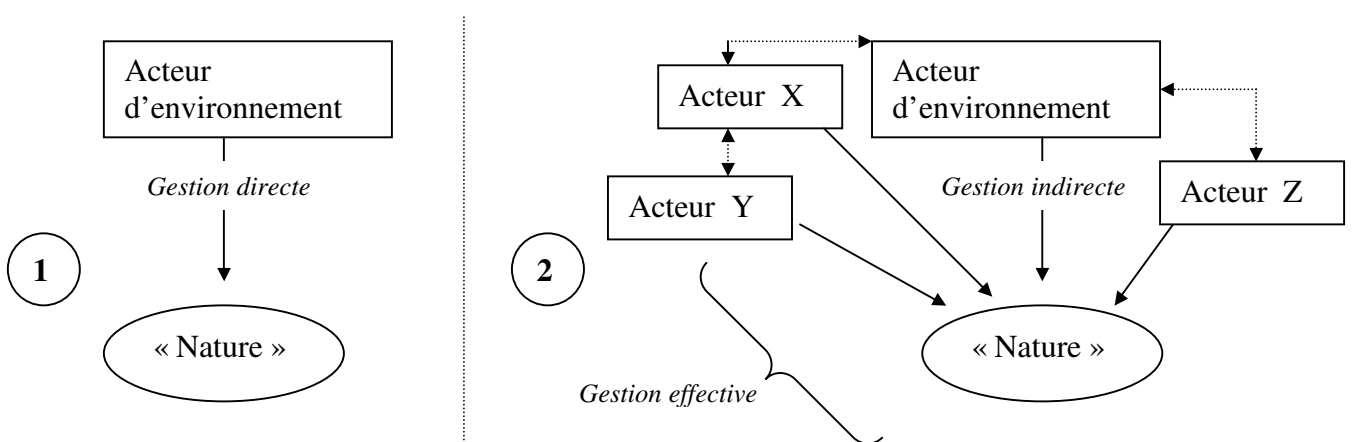 Acteur
d’environnement
Gestion directe
1
« Nature »
Acteur X
Acteur Y
Acteur
d’environnement
Gestion indirecte
Acteur Z
2
« Nature »
Gestion effective